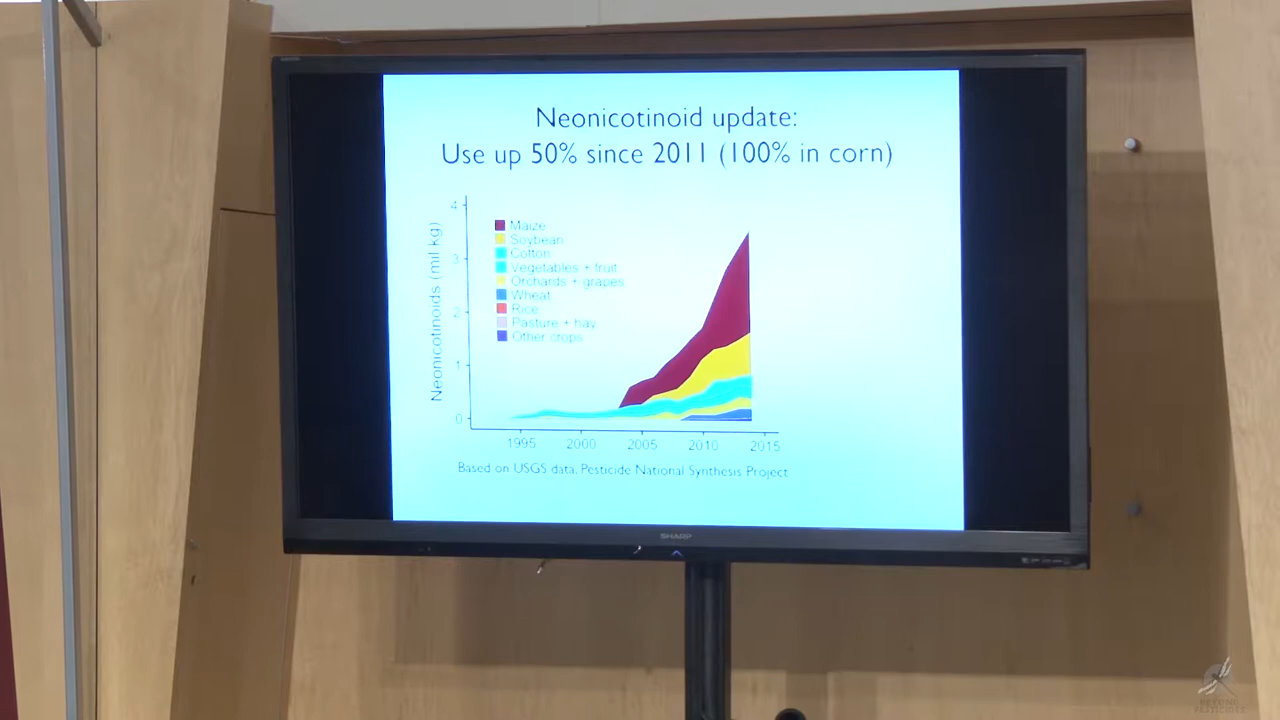 Neonicotinoid update:
Use up 50% since 2011 (100% in corn)
Neonicotinoids (mil kg)
4
3
2
1
0
Maize
Soybean
Cotton
Vegetables + fruit
Orchards + grapes
Wheat
Rice
Pasture + hay
Other crops
1995 2000 2005 2010 2015
Based on USGS data, Pesticide National Synthesis Project
SHARP
BEYOND
PESTICIDES